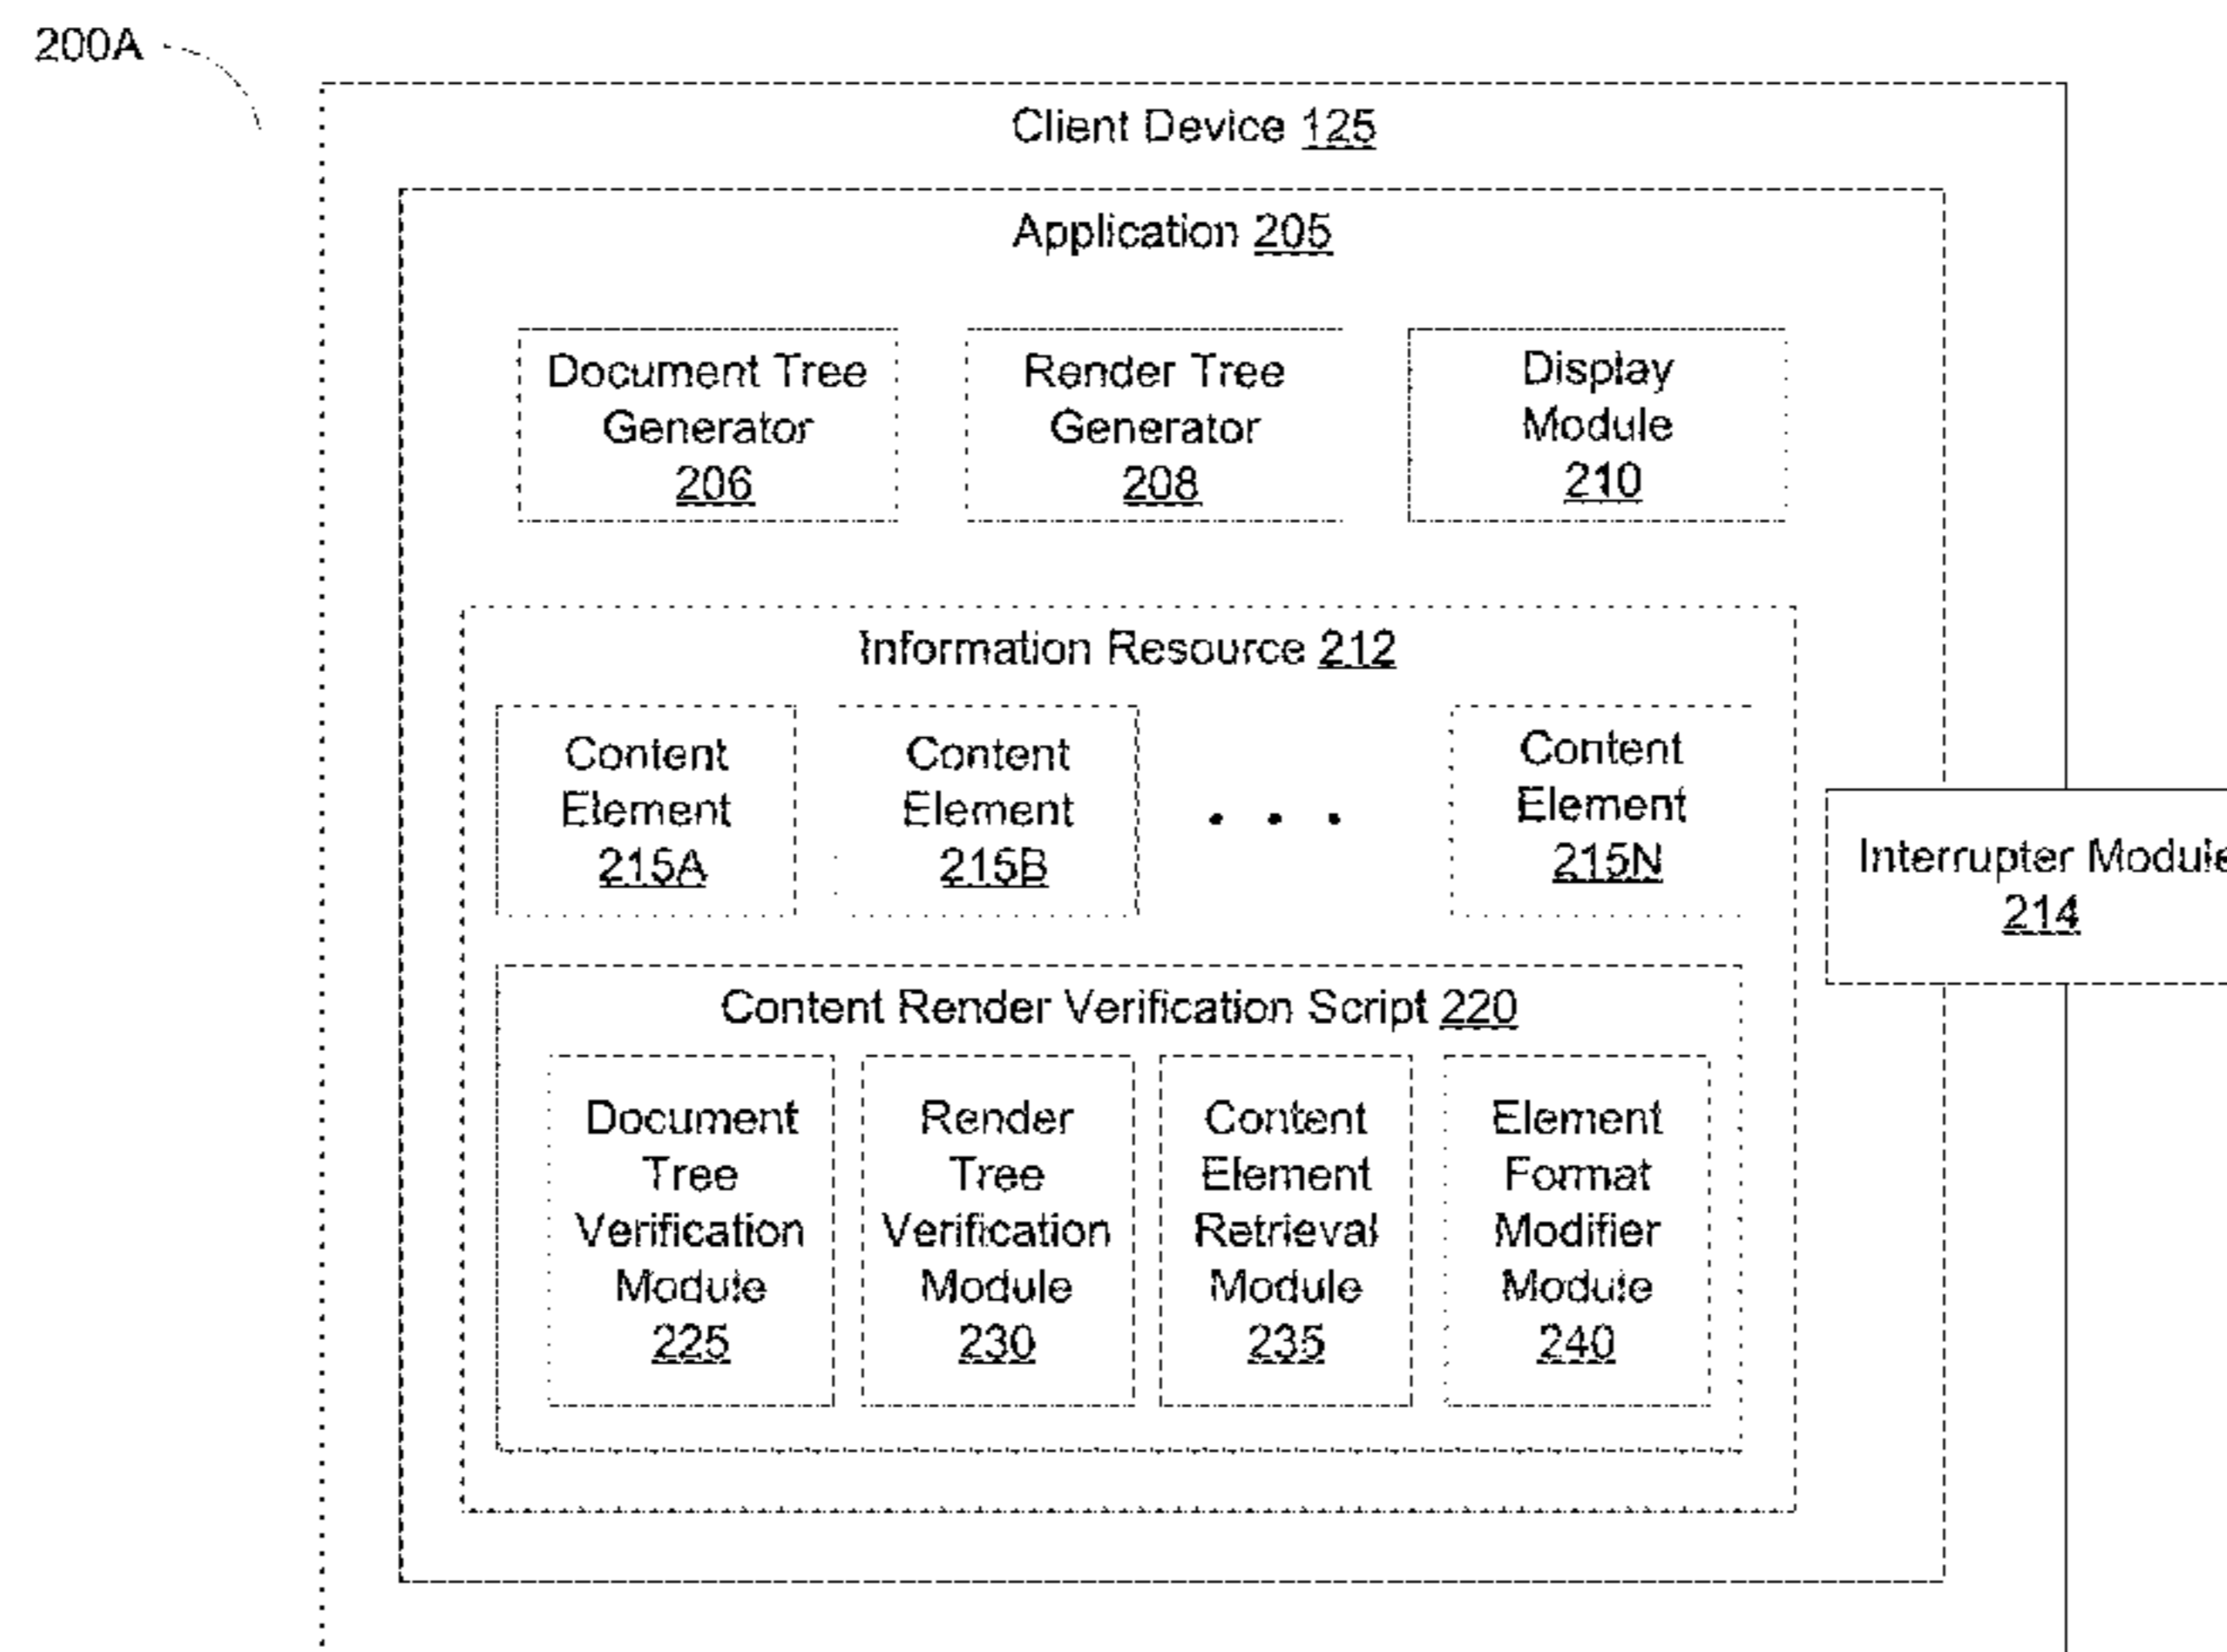 200A
Client Device 125
Application 205
Document Tree
Generator
206
Render Tree
Generator
208
Display
Module
210
Information Resource 212
Content
Element
215A
Content
Element
215B
. . .
Content
Element
215N
Interrupter Module
214
Content Render Verification Script 220
Document
Tree
Verification
Module
225
Render
Tree
Verification
Module
230
Content
Element
Retrieval
Module
235
Element
Format
Modifier
Module
240